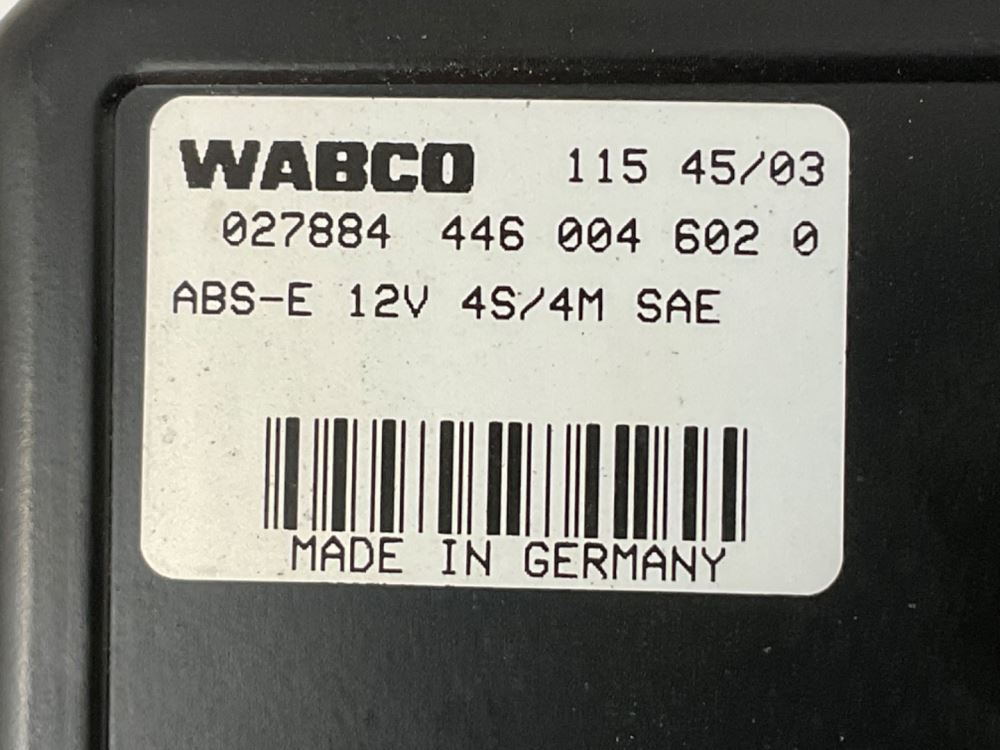 WABCO 115 45/03
027884 446 004 602 0
ABS-E 12V 4S/4M SAE
MADE IN GERMANY